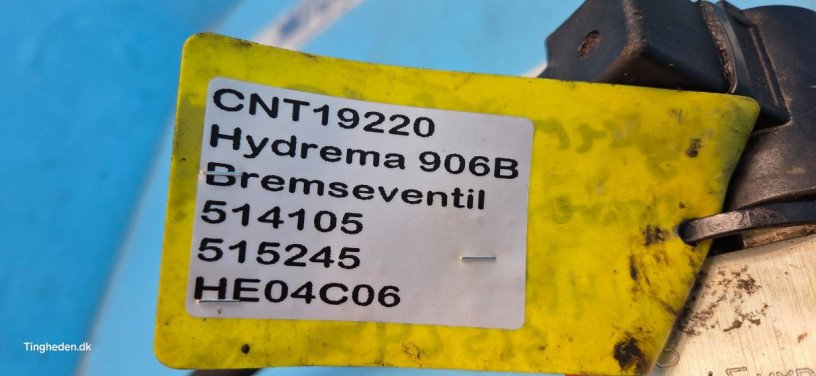 CNT19220
Hydrema 906B
Bremseventil
514105
515245
HE04C06
Tingheden.dk